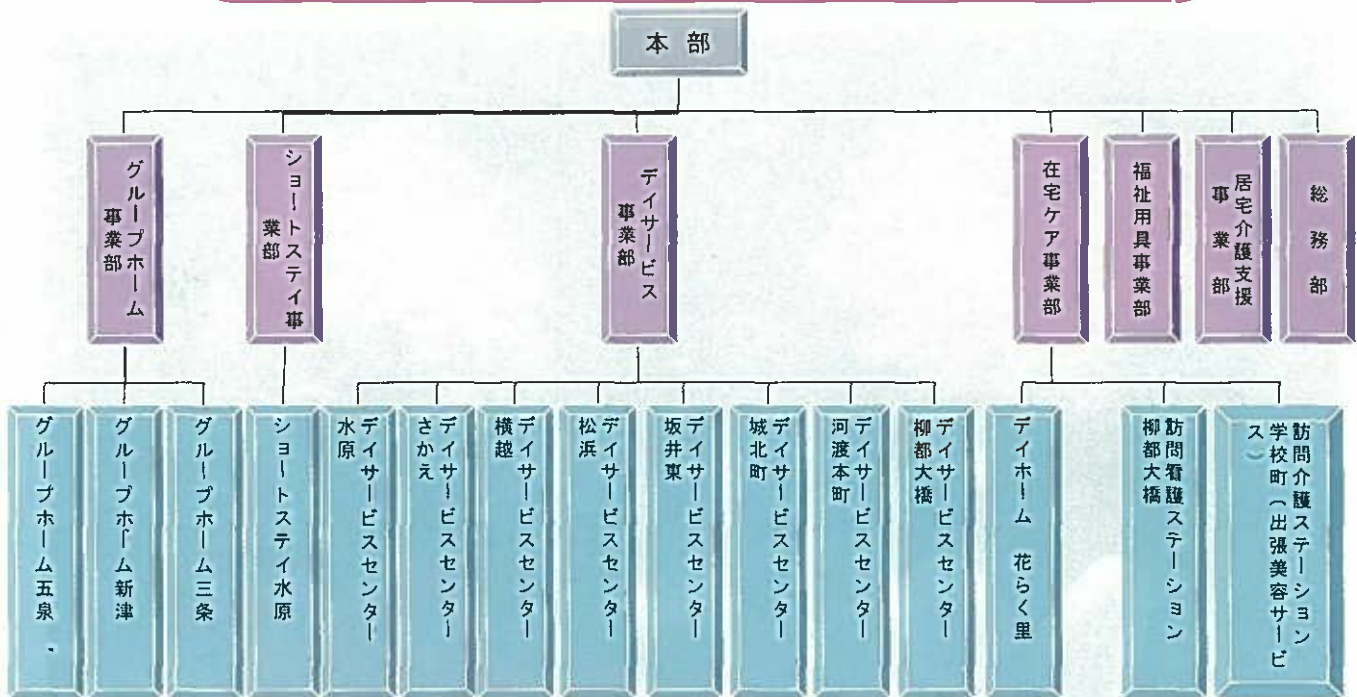 本部
総務部
居宅介護支援
事業部
福祉用具事業部
在宅ケア事業部
デイサービス
事業部
ショートステイ事
業部
グループホーム
事業部
訪問介護ステーション
学校町（出張美容サービ
ス）
訪問看護ステーション
柳都大橋
デイホーム 花らく里
デイサービスセンター
柳都大橋
デイサービスセンター
河渡本町
デイサービスセンター
城北町
デイサービスセンター
坂井東
デイサービスセンター
松浜
デイサービスセンター
横越
デイサービスセンター
さかえ
デイサービスセンター
水原
ショートステイ水原
グループホーム三条
グループホーム新津
グループホーム五泉